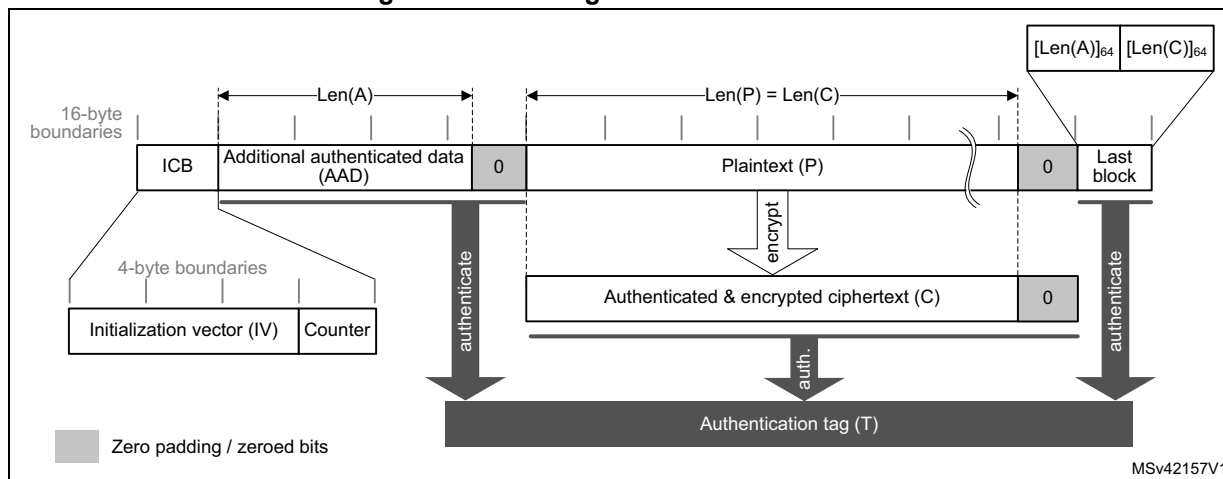 [Len(A)]64 [Len(C)]64
Len(A)
Len(P) = Len(C)
16-byte
boundaries
ICB
Additional authenticated data
(AAD)
0
Plaintext (P)
0
Last
block
encrypt
4-byte boundaries
Initialization vector (IV)
Counter
authenticate
Authenticated & encrypted ciphertext (C)
0
auth.
authenticate
Authentication tag (T)
Zero padding / zeroed bits
MSv42157V1